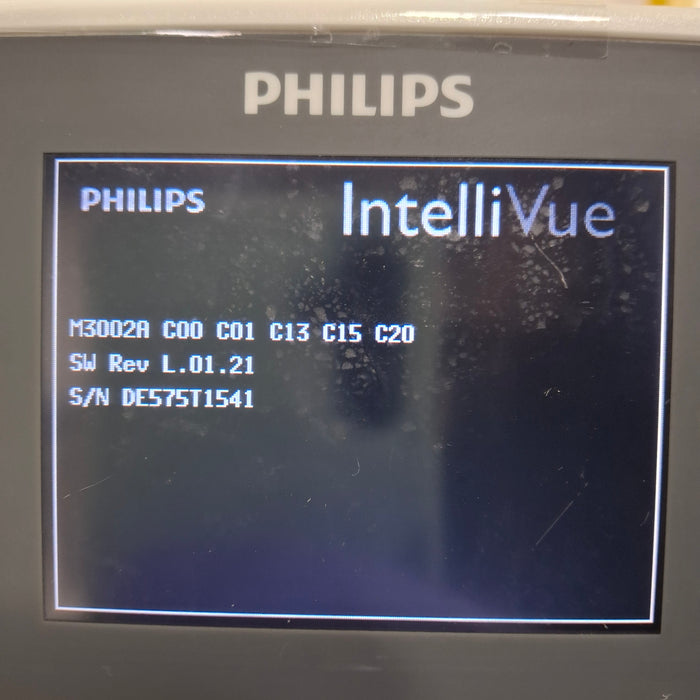 PHILIPS
PHILIPS IntelliVue
M3002A C00 C01 C13 C15 C20
SW Rev L.01.21
S/N DE575T1541